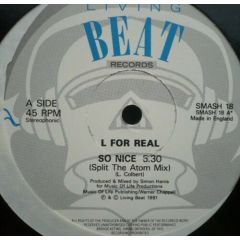 LIVING
BEAT
RECORDS
A SIDE
45 RPM
Stereophonic
SMASH 18
SMASH 18 A*
Made in England
L FOR REAL
SO NICE 5:30
(Split The Atom Mix)
(L. Colbert)
Produced & Mixed by Simon Harris
for Music Of Life Productions
Music Of Life Publishing/Warner Chappell
℗ & © Living Beat 1991